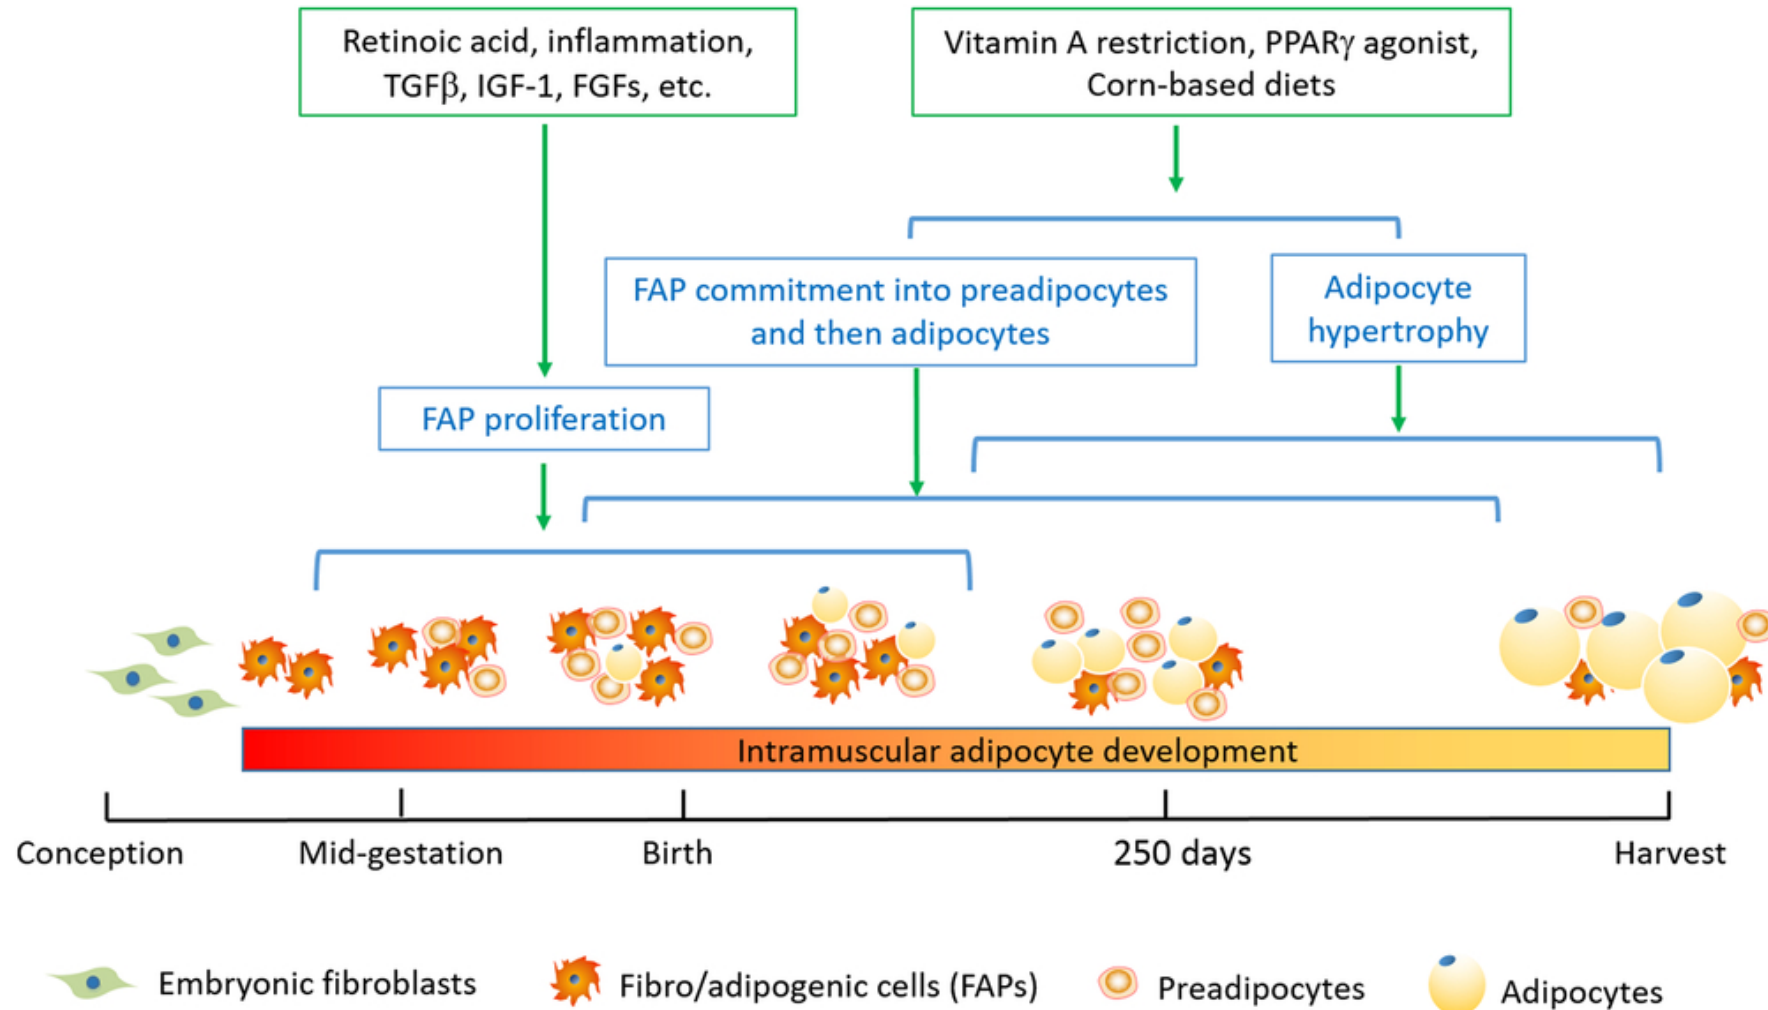 Retinoic acid, inflammation,
TGFβ, IGF-1, FGFs, etc.
Vitamin A restriction, PPARγ agonist,
Corn-based diets
FAP commitment into preadipocytes
and then adipocytes
Adipocyte
hypertrophy
FAP proliferation
Intramuscular adipocyte development
Conception
Mid-gestation
Birth
250 days
Harvest
Embryonic fibroblasts
Fibro/adipogenic cells (FAPs)
Preadipocytes
Adipocytes